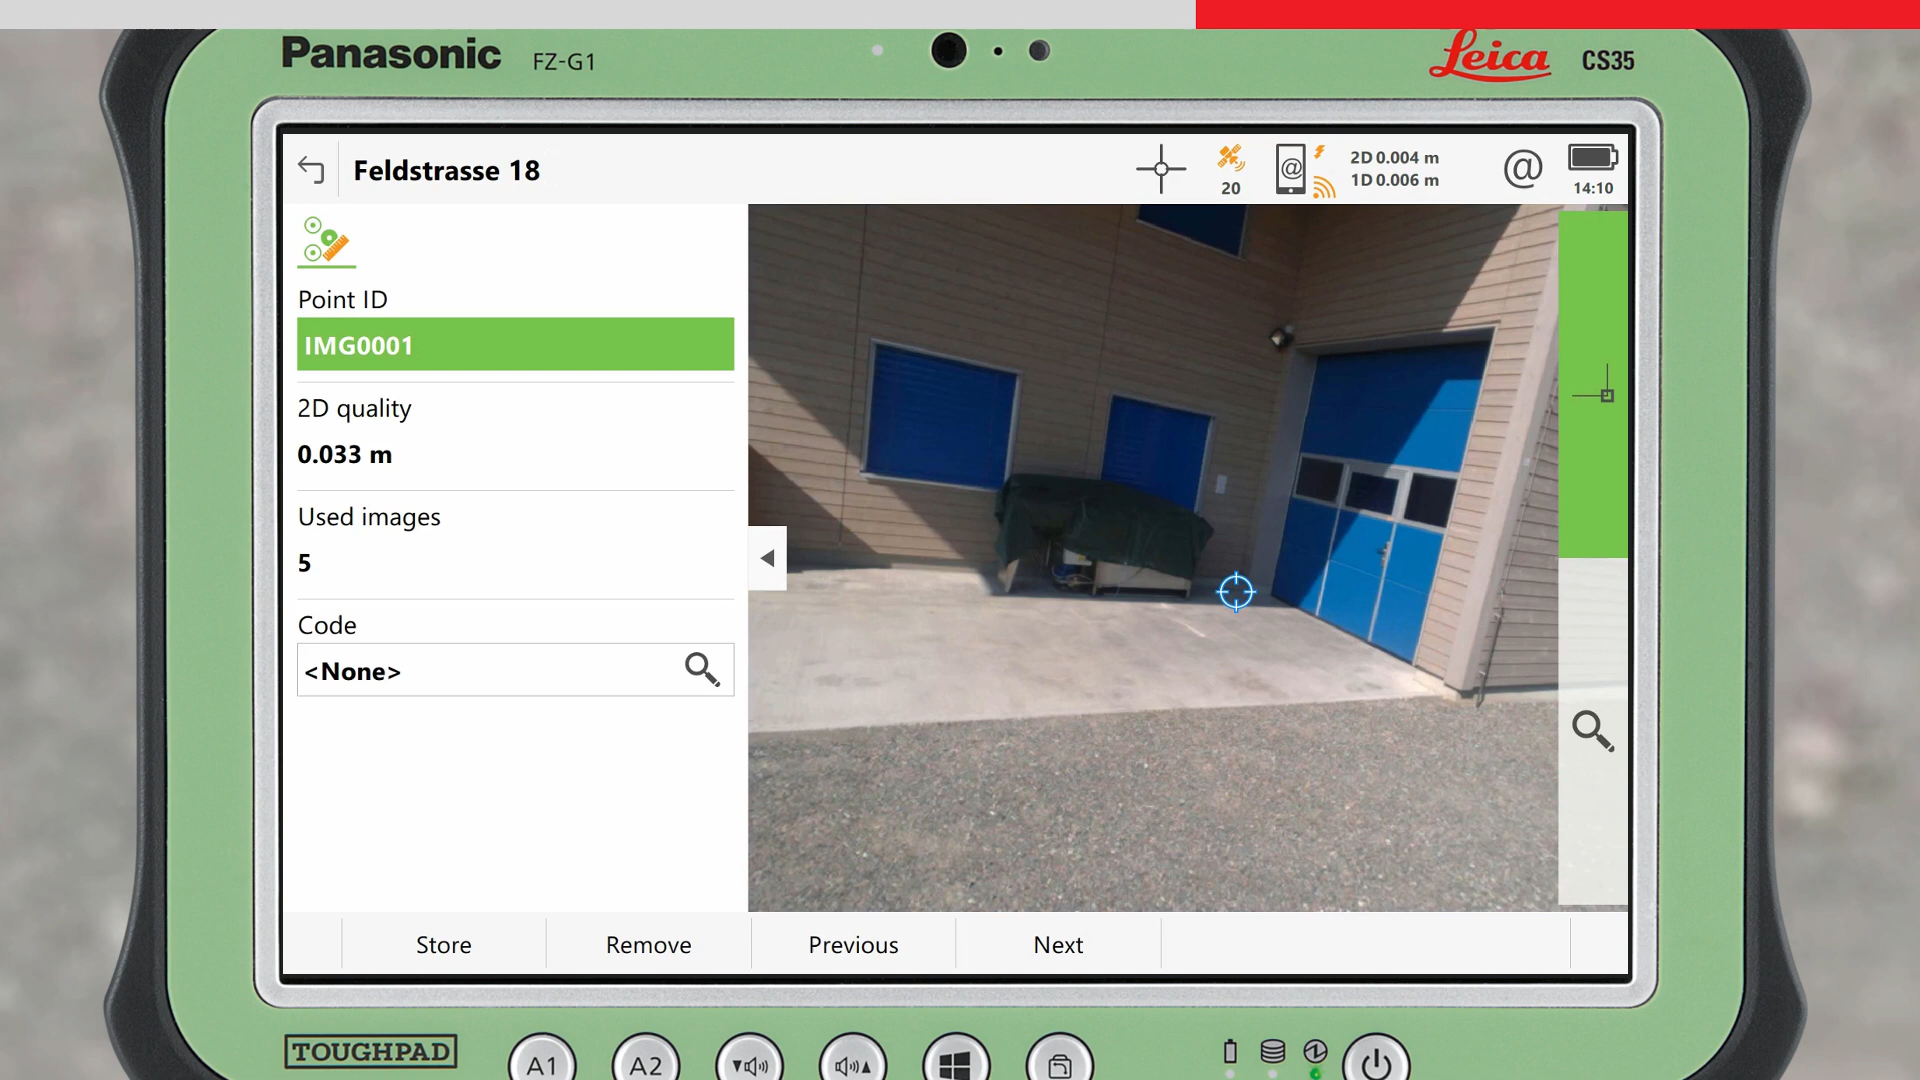 Panasonic FZ-G1
Leica CS35
Feldstrasse 18
20
@
2D 0.004 m
1D 0.006 m
@
14:10
Point ID
IMG0001
2D quality
0.033 m
Used images
5
Code
<None>
Store Remove Previous Next
TOUGHPAD
A1 A2